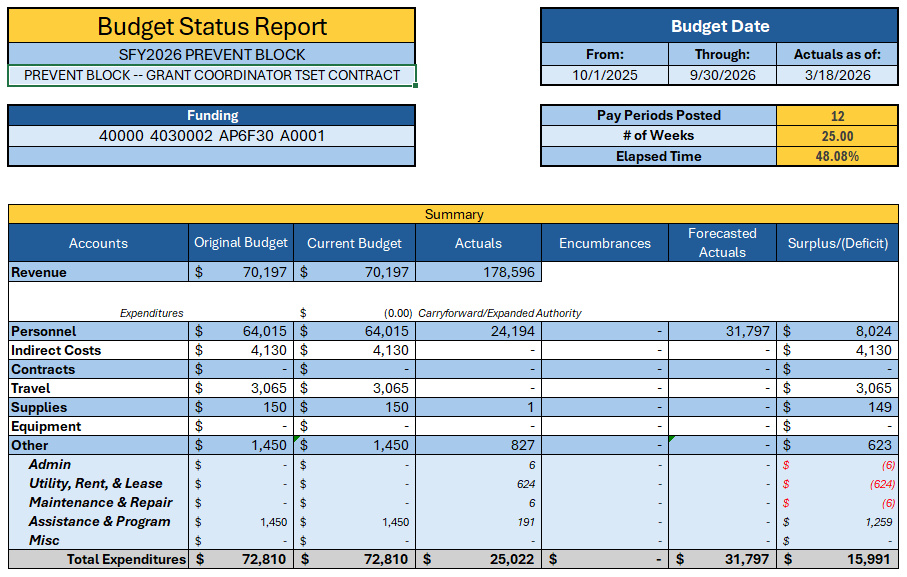 Budget Status Report
SFY2026 PREVENT BLOCK
PREVENT BLOCK -- GRANT COORDINATOR TSET CONTRACT
Budget Date
From: Through: Actuals as of:
10/1/2025 9/30/2026 3/18/2026
Funding
40000 4030002 AP6F30 A0001
Pay Periods Posted 12
# of Weeks 25.00
Elapsed Time 48.08%
Summary
Accounts Original Budget Current Budget Actuals Encumbrances Forecasted Actuals Surplus/(Deficit)
Revenue $ 70,197 $ 70,197 178,596
Expenditures $ (0.00) Carryforward/Expanded Authority
Personnel $ 64,015 $ 64,015 24,194 - 31,797 $ 8,024
Indirect Costs $ 4,130 $ 4,130 - - - $ 4,130
Contracts $ - $ - - - - $ -
Travel $ 3,065 $ 3,065 - - - $ 3,065
Supplies $ 150 $ 150 1 - - $ 149
Equipment $ - $ - - - - $ -
Other $ 1,450 $ 1,450 827 - - $ 623
Admin $ - $ - 6 - - $ (6)
Utility, Rent, & Lease $ - $ - 624 - - $ (624)
Maintenance & Repair $ - $ - 6 - - $ (6)
Assistance & Program $ 1,450 $ 1,450 191 - - $ 1,259
Misc $ - $ - - - - $ -
Total Expenditures $ 72,810 $ 72,810 $ 25,022 $ - $ 31,797 $ 15,991